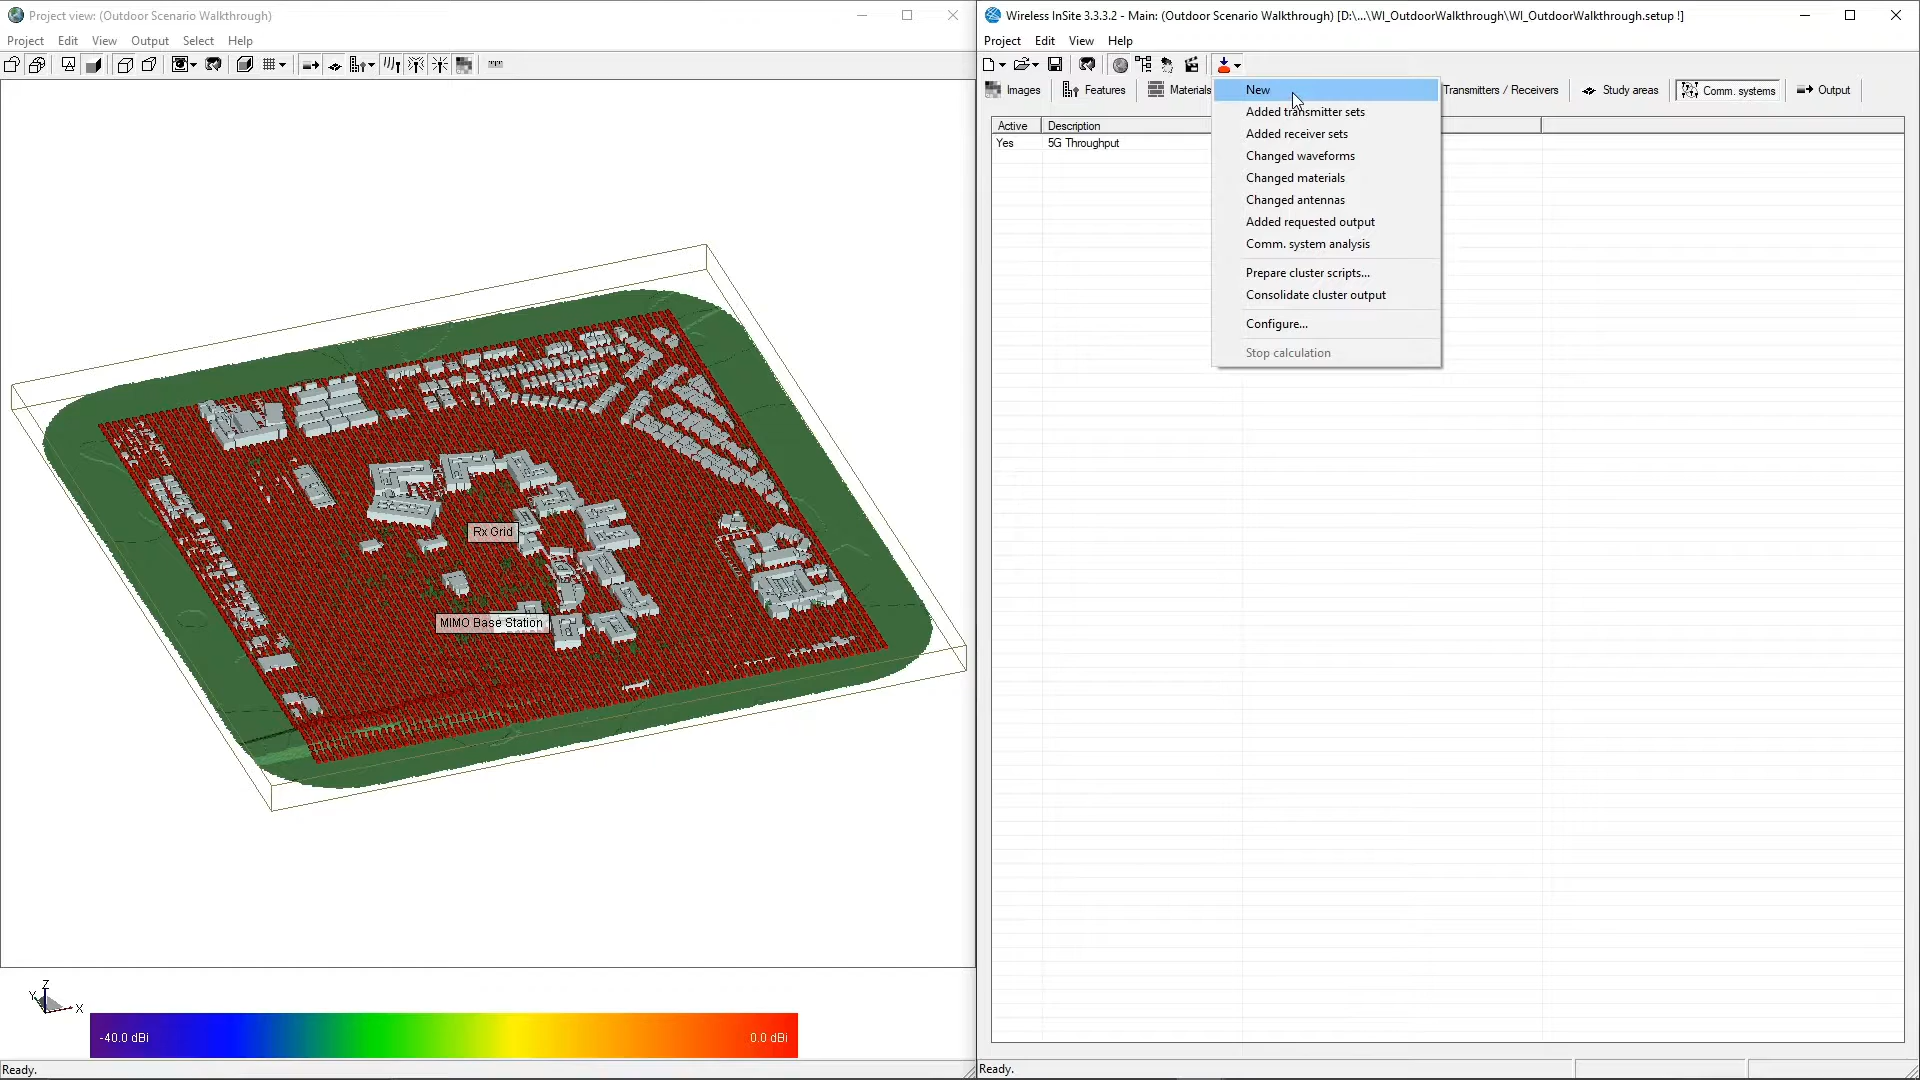 Project view: (Outdoor Scenario Walkthrough)
Project Edit View Output Select Help
Rx Grid
MIMO Base Station
Z
Y
X
-40.0 dBi
0.0 dBi
Ready.
Wireless InSite 3.3.3.2 - Main: (Outdoor Scenario Walkthrough) [D:\...\WI_OutdoorWalkthrough\WI_OutdoorWalkthrough.setup !]
Project Edit View Help
Images Features Materials Transmitters / Receivers Study areas Comm. systems Output
Active Description
Yes 5G Throughput
New
Added transmitter sets
Added receiver sets
Changed waveforms
Changed materials
Changed antennas
Added requested output
Comm. system analysis
Prepare cluster scripts...
Consolidate cluster output
Configure...
Stop calculation
Ready.